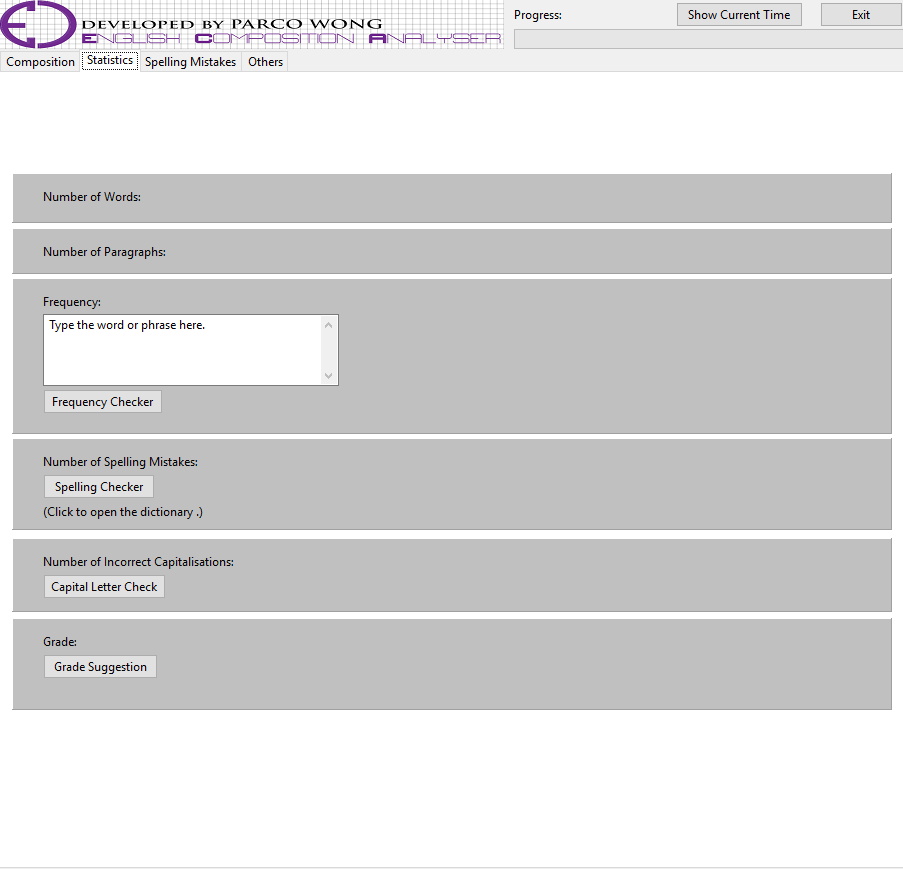 DEVELOPED BY PARCO WONG
ENGLISH COMPOSITION ANALYSER
Progress:
Show Current Time
Exit
Composition
Statistics
Spelling Mistakes
Others
Number of Words:
Number of Paragraphs:
Frequency:
Type the word or phrase here.
Frequency Checker
Number of Spelling Mistakes:
Spelling Checker
(Click to open the dictionary .)
Number of Incorrect Capitalisations:
Capital Letter Check
Grade:
Grade Suggestion